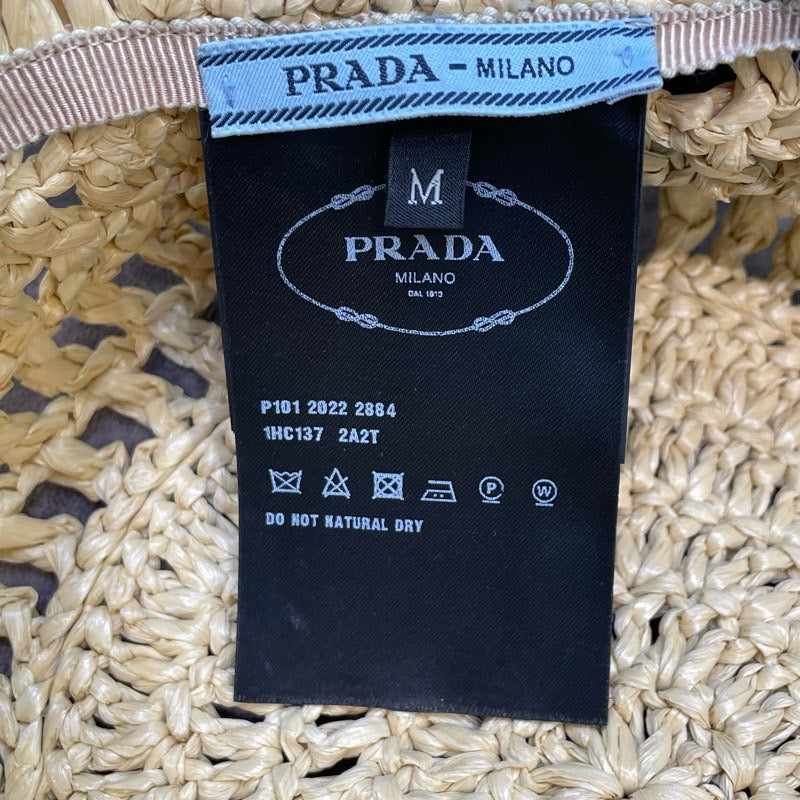 PRADA - MILANO
M
PRADA
MILANO
DAL 1913
P101 2022 2884
1HC137 2A2T
P W
DO NOT NATURAL DRY